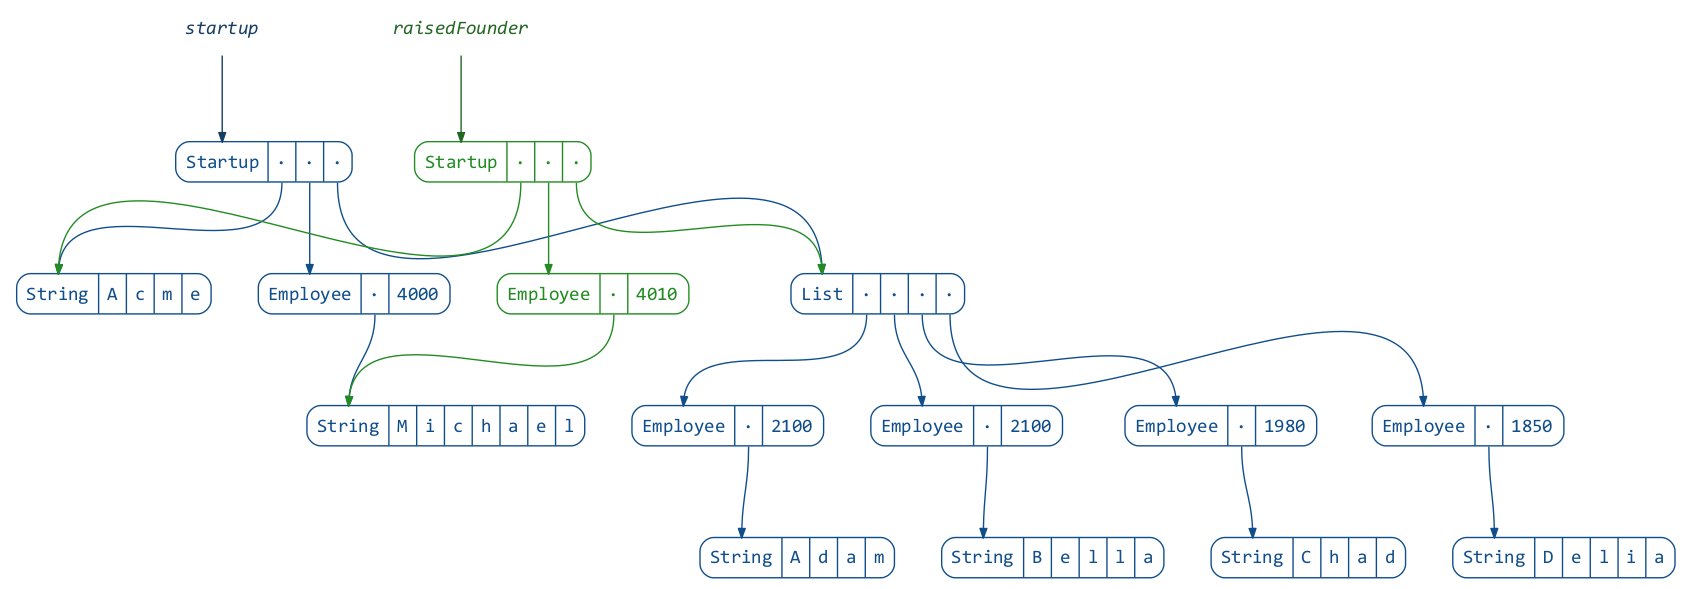 startup raisedFounder
Startup · · · Startup · · ·
String A c m e Employee · 4000 Employee · 4010 List · · · ·
String M i c h a e l Employee · 2100 Employee · 2100 Employee · 1980 Employee · 1850
String A d a m String B e l l a String C h a d String D e l i a